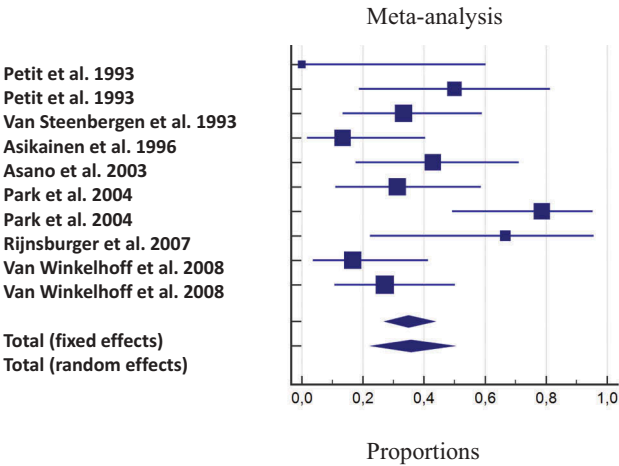 Meta-analysis
Petit et al. 1993
Petit et al. 1993
Van Steenbergen et al. 1993
Asikainen et al. 1996
Asano et al. 2003
Park et al. 2004
Park et al. 2004
Rijnsburger et al. 2007
Van Winkelhoff et al. 2008
Van Winkelhoff et al. 2008
Total (fixed effects)
Total (random effects)
0,0 0,2 0,4 0,6 0,8 1,0
Proportions